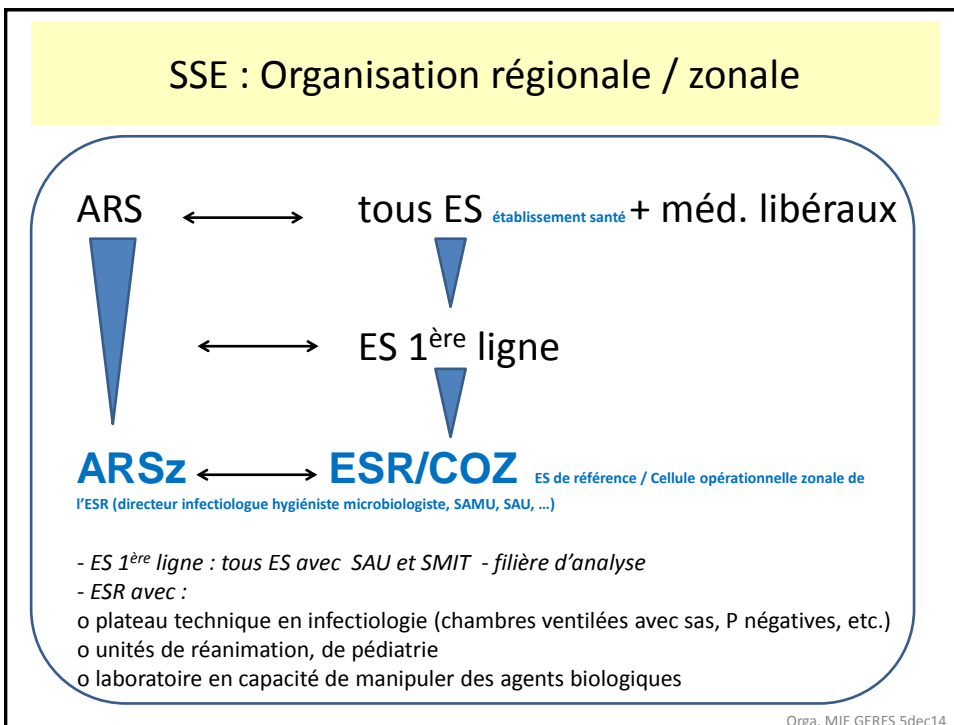 SSE : Organisation régionale / zonale
ARS tous ES établissement santé + méd. libéraux
ES 1ère ligne
ARSz ESR/COZ ES de référence / Cellule opérationnelle zonale de
l'ESR (directeur infectiologue hygiéniste microbiologiste, SAMU, SAU, ...)
- ES 1ère ligne : tous ES avec SAU et SMIT - filière d'analyse
- ESR avec :
o plateau technique en infectiologie (chambres ventilées avec sas, P négatives, etc.)
o unités de réanimation, de pédiatrie
o laboratoire en capacité de manipuler des agents biologiques
Orga. MIE GERES 5dec14